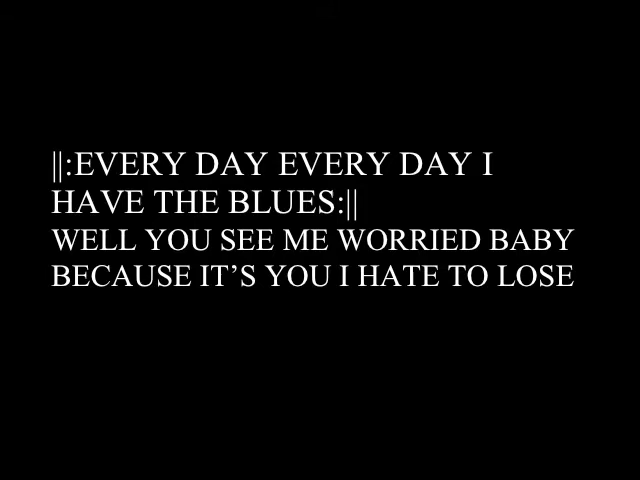 ||:EVERY DAY EVERY DAY I
HAVE THE BLUES:||
WELL YOU SEE ME WORRIED BABY
BECAUSE IT’S YOU I HATE TO LOSE